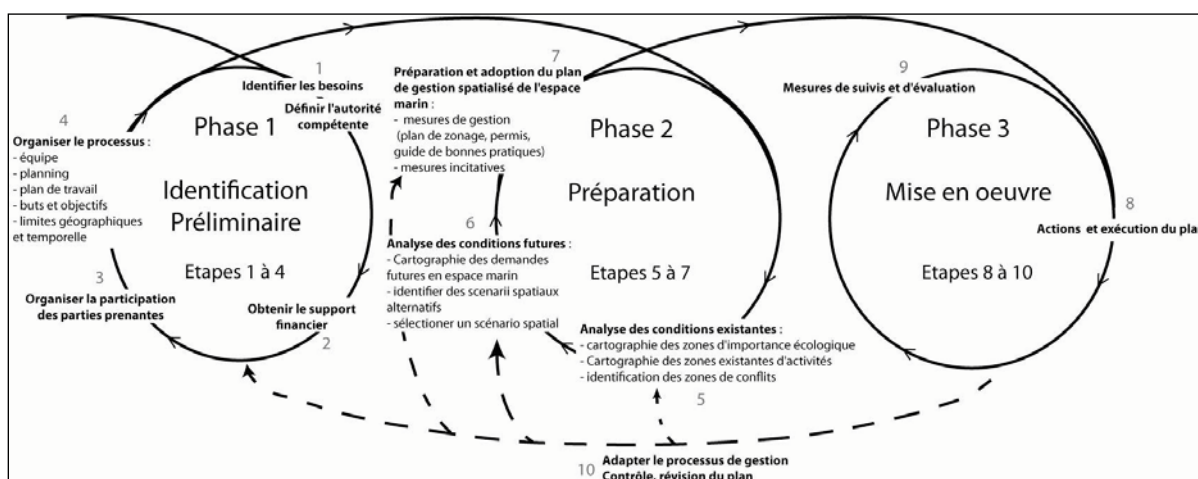 1
Identifier les besoins
Définir l'autorité
compétente
Phase 1
Identification
Préliminaire
Etapes 1 à 4
4
Organiser le processus :
- équipe
- planning
- plan de travail
- buts et objectifs
- limites géographiques
et temporelle
3
Organiser la participation
des parties prenantes
Obtenir le support
financier
2
7
Préparation et adoption du plan
de gestion spatialisé de l'espace
marin :
- mesures de gestion
(plan de zonage, permis,
guide de bonnes pratiques)
- mesures incitatives
Phase 2
Préparation
Etapes 5 à 7
6
Analyse des conditions futures :
- Cartographie des demandes
futures en espace marin
- identifier des scenarii spatiaux
alternatifs
- sélectioner un scénario spatial
Analyse des conditions existantes :
- cartographie des zones d'importance écologique
- Cartographie des zones existantes d'activités
- identification des zones de conflits
5
9
Mesures de suivis et d'évaluation
Phase 3
Mise en oeuvre
Etapes 8 à 10
8
Actions et exécution du plan
10 Adapter le processus de gestion
Contrôle, révision du plan